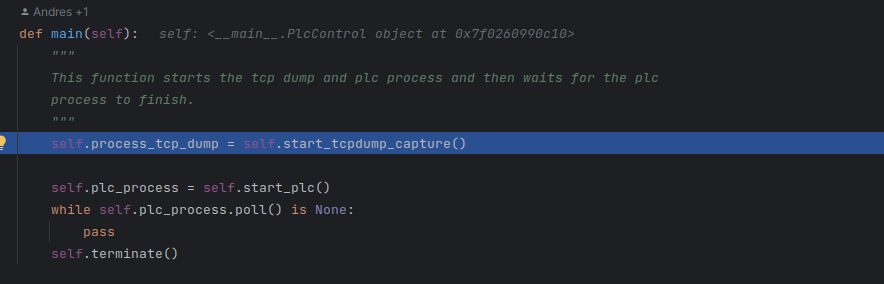 Andres +1
def main(self):   self: <__main__.PlcControl object at 0x7f0260990c10>
    """
    This function starts the tcp dump and plc process and then waits for the plc
    process to finish.
    """
    self.process_tcp_dump = self.start_tcpdump_capture()
    self.plc_process = self.start_plc()
    while self.plc_process.poll() is None:
        pass
    self.terminate()